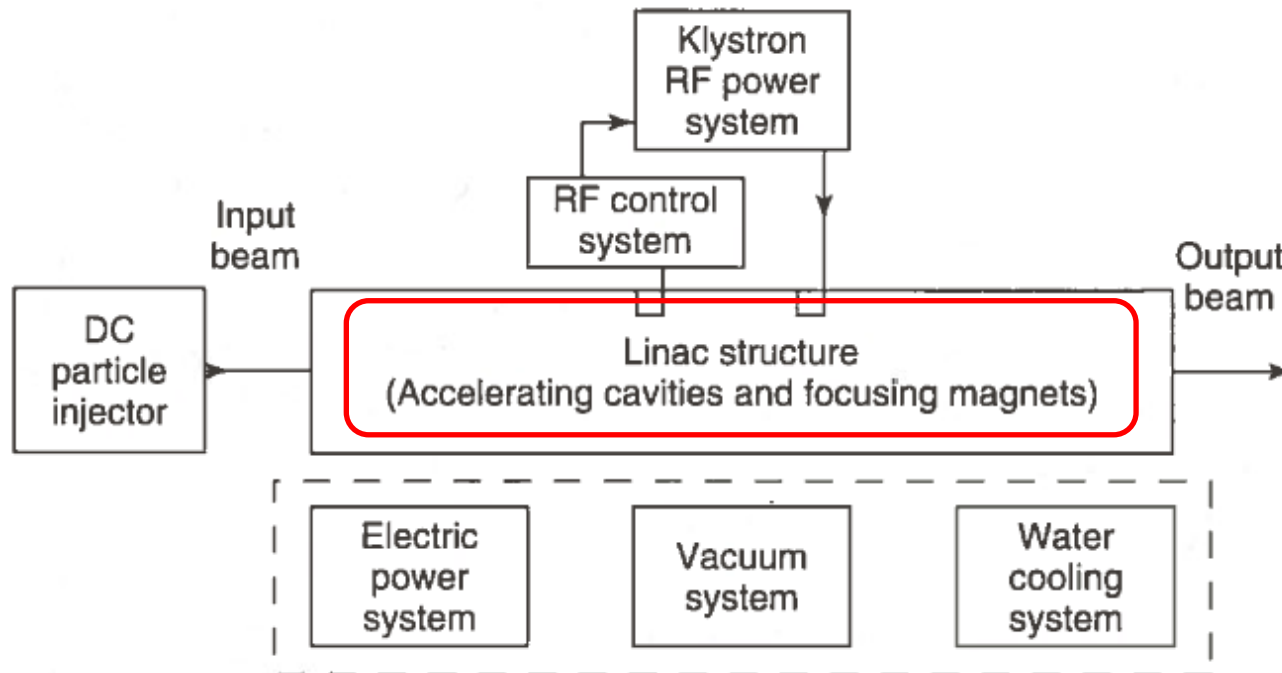 Klystron
RF power
system
RF control
system
Input
beam
Output
beam
DC
particle
injector
Linac structure
(Accelerating cavities and focusing magnets)
Electric
power
system
Vacuum
system
Water
cooling
system